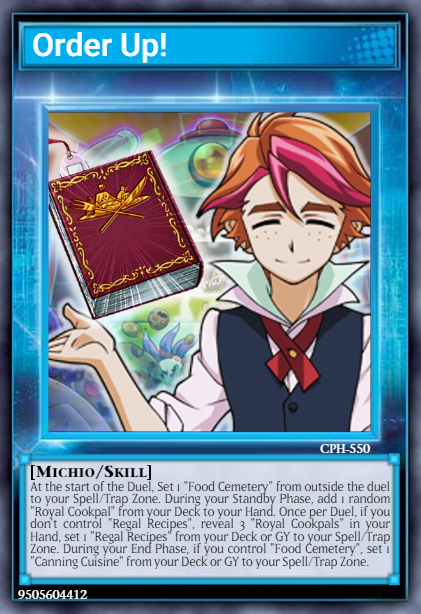 Order Up!
CPH-550
[Michio/Skill]
At the start of the Duel, Set 1 "Food Cemetery" from outside the duel
to your Spell/Trap Zone. During your Standby Phase, add 1 random
"Royal Cookpal" from your Deck to your Hand. Once per Duel, if you
don't control "Regal Recipes", reveal 3 "Royal Cookpals" in your
Hand, set 1 "Regal Recipes" from your Deck or GY to your Spell/Trap
Zone. During your End Phase, if you control "Food Cemetery", set 1
"Canning Cuisine" from your Deck or GY to your Spell/Trap Zone.
9505604412